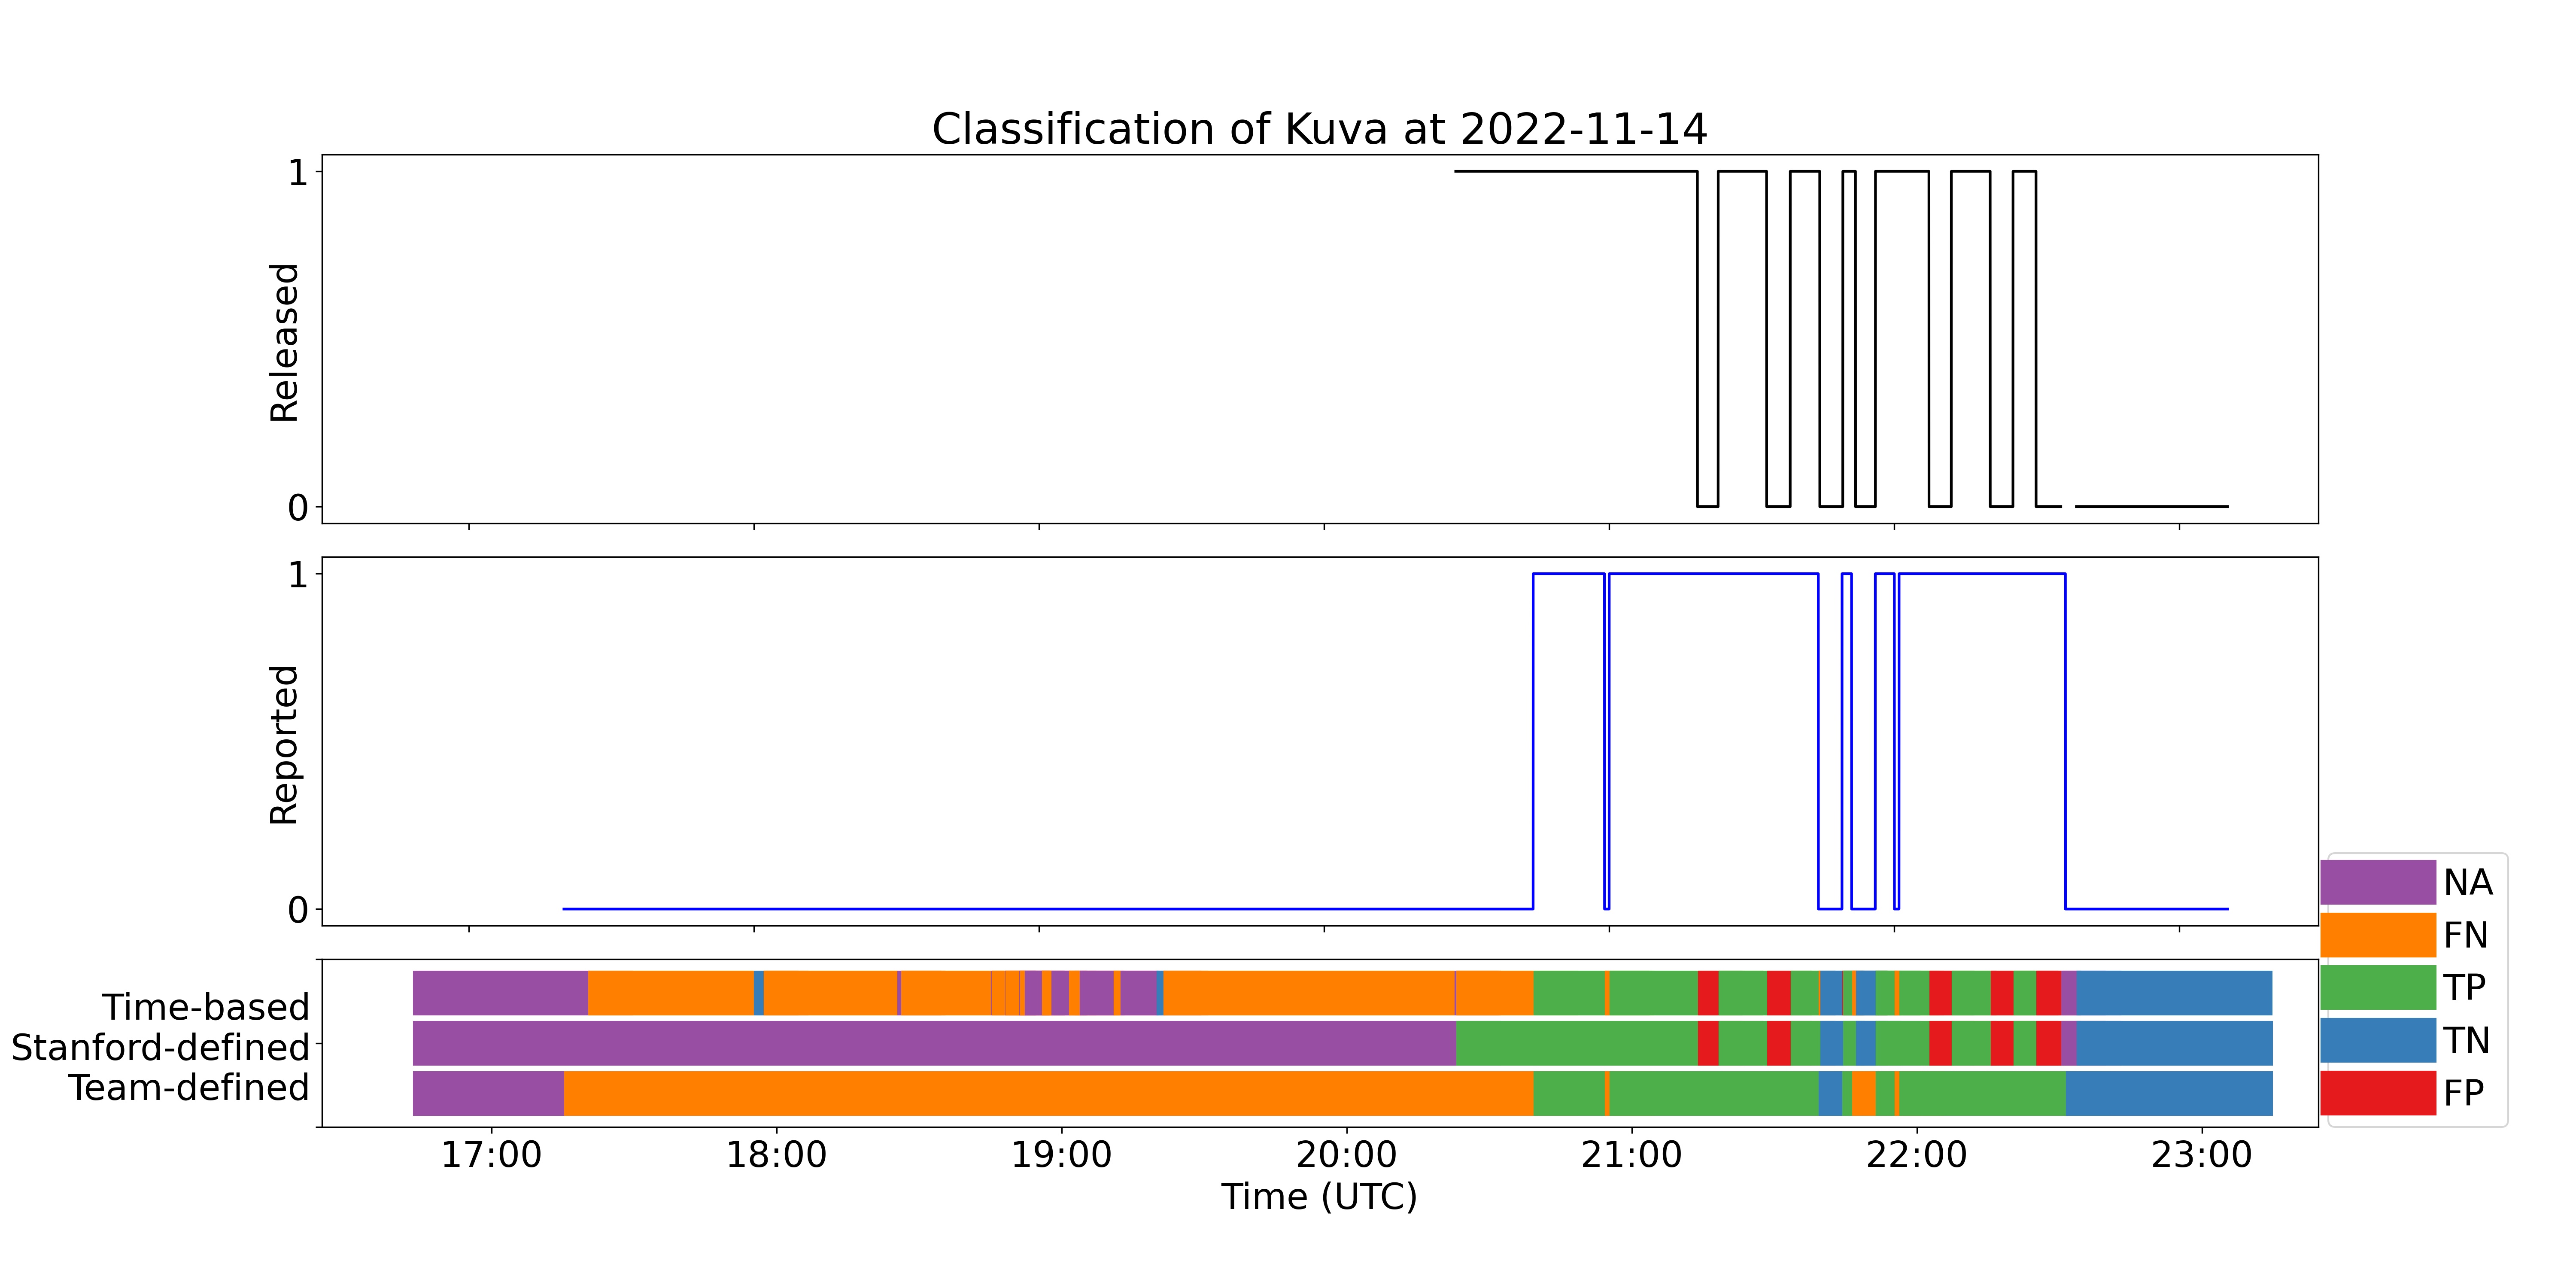 Classification of Kuva at 2022-11-14
1
Released
0
1
Reported
0
NA
FN
TP
TN
FP
Time-based
Stanford-defined
Team-defined
17:00 18:00 19:00 20:00 21:00 22:00 23:00
Time (UTC)